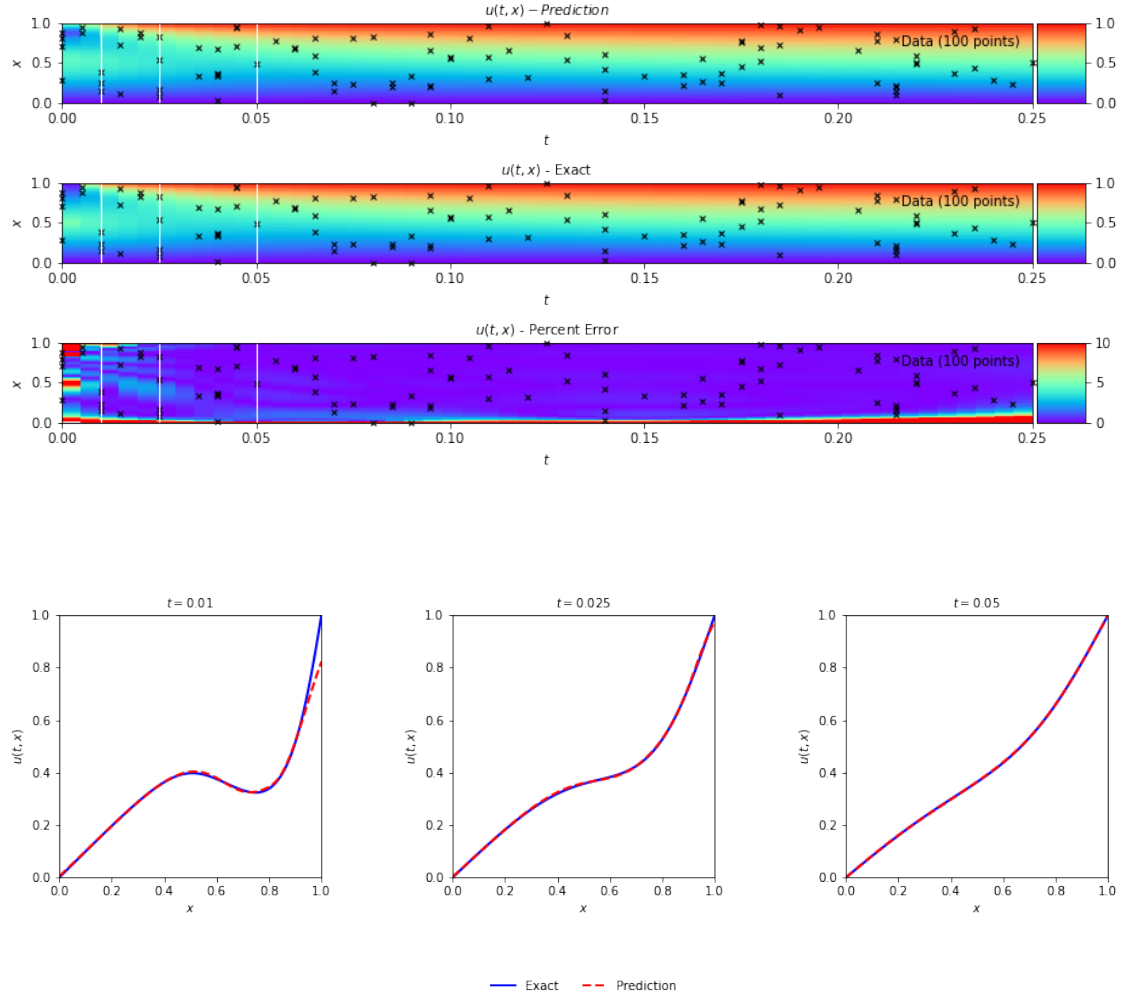 u(t, x) – Prediction
1.0
0.5
0.0
x
Data (100 points)
1.0
0.0
0.00 0.05 0.10 0.15 0.20 0.25
t
u(t, x) - Exact
1.0
0.5
0.0
x
Data (100 points)
1.0
0.0
0.00 0.05 0.10 0.15 0.20 0.25
t
u(t, x) - Percent Error
1.0
0.5
0.0
x
Data (100 points)
10
5
0
0.00 0.05 0.10 0.15 0.20 0.25
t
t = 0.01
1.0
0.8
0.6
0.4
0.2
0.0
u(t, x)
0.0 0.2 0.4 0.6 0.8 1.0
x
t = 0.025
1.0
0.8
0.6
0.4
0.2
0.0
u(t, x)
0.0 0.2 0.4 0.6 0.8 1.0
x
t = 0.05
1.0
0.8
0.6
0.4
0.2
0.0
u(t, x)
0.0 0.2 0.4 0.6 0.8 1.0
x
Exact Prediction